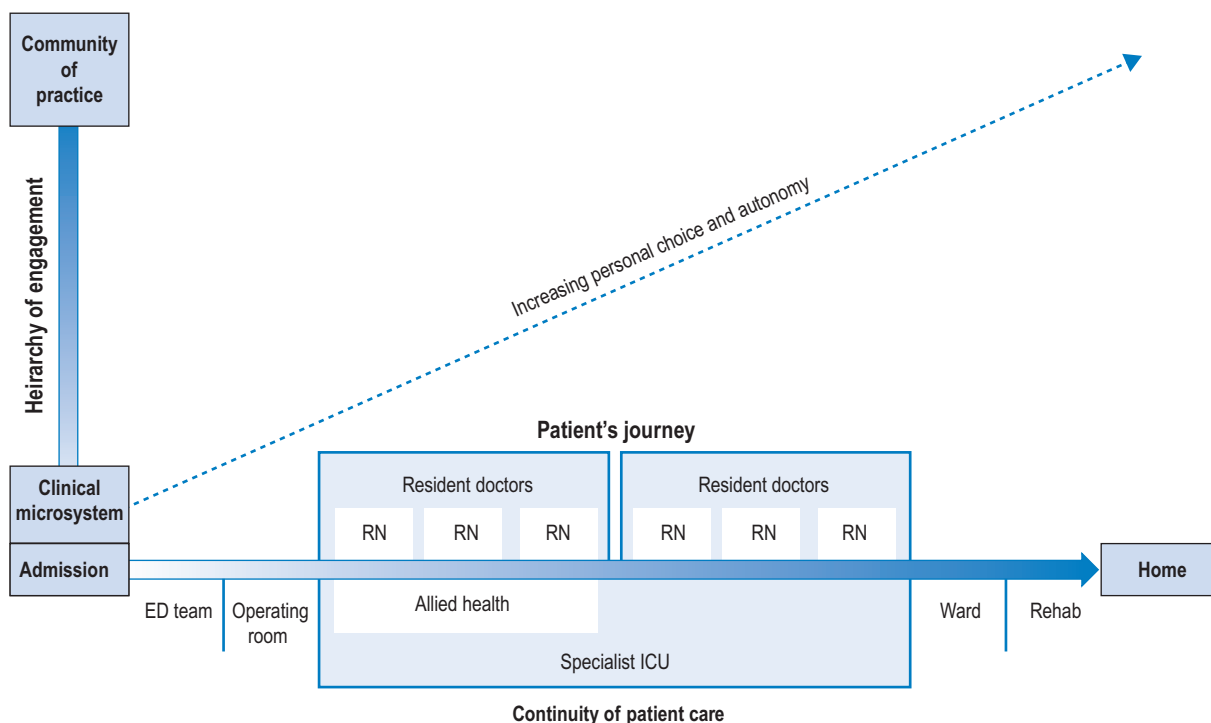 Community
of
practice
Heirarchy of engagement
Increasing personal choice and autonomy
Patient's journey
Clinical
microsystem
Resident doctors
Resident doctors
RN
RN
RN
RN
RN
RN
Admission
Home
ED team
Operating
room
Allied health
Ward
Rehab
Specialist ICU
Continuity of patient care